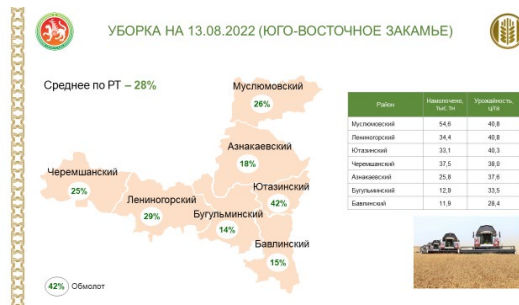 УБОРКА НА 13.08.2022 (ЮГО-ВОСТОЧНОЕ ЗАКАМЬЕ)
Среднее по РТ – 28%
Муслюмовский
26%
Азнакаевский
18%
Черемшанский
25%
Ютазинский
42%
Лениногорский
29%
Бугульминский
14%
Бавлинский
15%
42% Обмолот
Район Намолочено, тыс. тн Урожайность, ц/га
Муслюмовский 54,6 40,8
Лениногорский 34,4 40,8
Ютазинский 33,1 40,3
Черемшанский 37,5 38,0
Азнакаевский 25,8 37,6
Бугульминский 12,9 33,5
Бавлинский 11,9 28,4